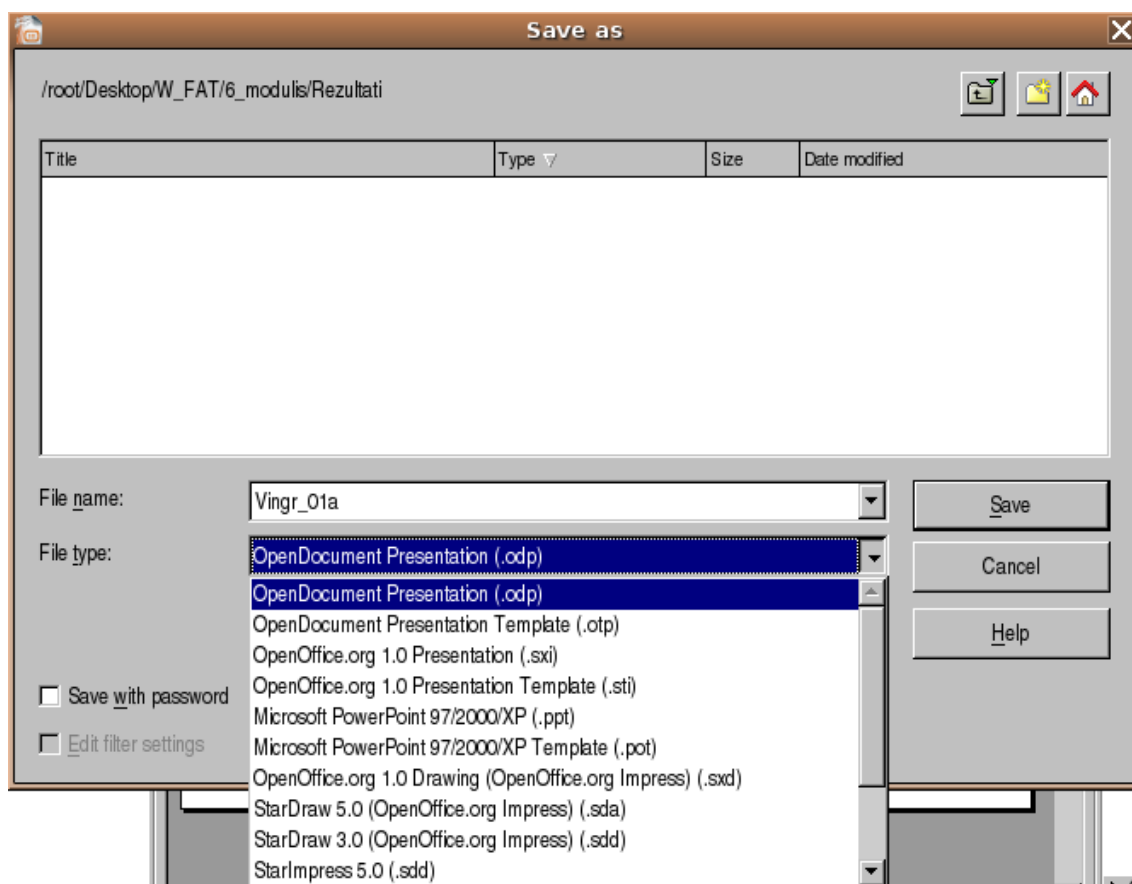 Save as
/root/Desktop/W_FAT/6_modulis/Rezultati
Title Type Size Date modified
File name: Vingr_01a Save
File type: OpenDocument Presentation (.odp) Cancel
OpenDocument Presentation (.odp)
OpenDocument Presentation Template (.otp)
Help
OpenOffice.org 1.0 Presentation (.sxi)
OpenOffice.org 1.0 Presentation Template (.sti)
Save with password
Microsoft PowerPoint 97/2000/XP (.ppt)
Microsoft PowerPoint 97/2000/XP Template (.pot)
Edit filter settings
OpenOffice.org 1.0 Drawing (OpenOffice.org Impress) (.sxd)
StarDraw 5.0 (OpenOffice.org Impress) (.sda)
StarDraw 3.0 (OpenOffice.org Impress) (.sdd)
StarImpress 5.0 (.sdd)